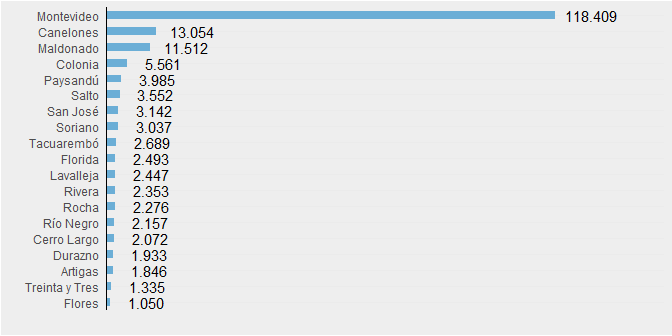 Montevideo 118.409
Canelones 13.054
Maldonado 11.512
Colonia 5.561
Paysandú 3.985
Salto 3.552
San José 3.142
Soriano 3.037
Tacuarembó 2.689
Florida 2.493
Lavalleja 2.447
Rivera 2.353
Rocha 2.276
Río Negro 2.157
Cerro Largo 2.072
Durazno 1.933
Artigas 1.846
Treinta y Tres 1.335
Flores 1.050